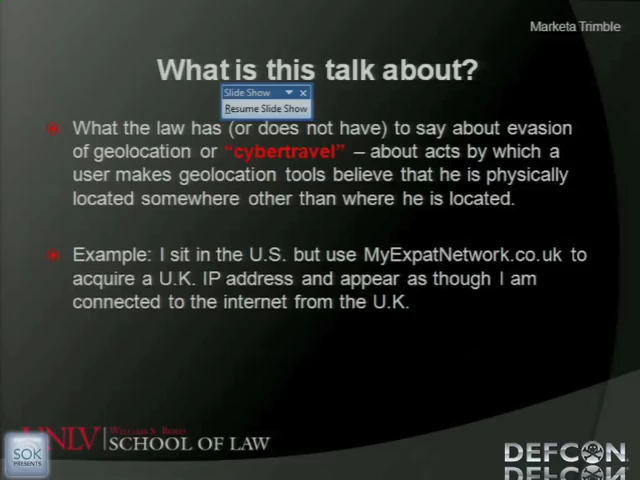 Marketa Trimble
What is this talk about?
Slide Show
Resume Slide Show
What the law has (or does not have) to say about evasion
of geolocation or "cybertravel" – about acts by which a
user makes geolocation tools believe that he is physically
located somewhere other than where he is located.
Example: I sit in the U.S. but use MyExpatNetwork.co.uk to
acquire a U.K. IP address and appear as though I am
connected to the internet from the U.K.
UNLV
William S. Boyd
SCHOOL OF LAW
SOK
PRESENTS
DEFCON